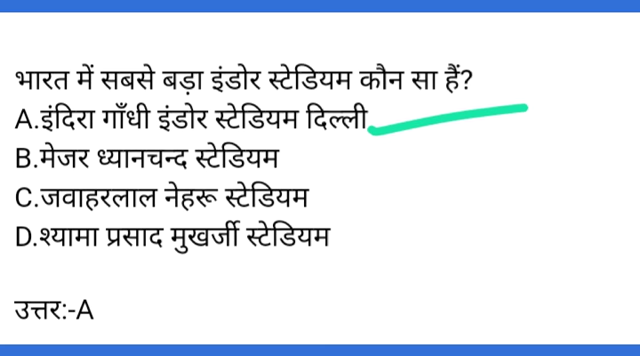 भारत में सबसे बड़ा इंडोर स्टेडियम कौन सा हैं?
A.इंदिरा गाँधी इंडोर स्टेडियम दिल्ली
B.मेजर ध्यानचन्द स्टेडियम
C.जवाहरलाल नेहरू स्टेडियम
D.श्यामा प्रसाद मुखर्जी स्टेडियम
उत्तर:-A